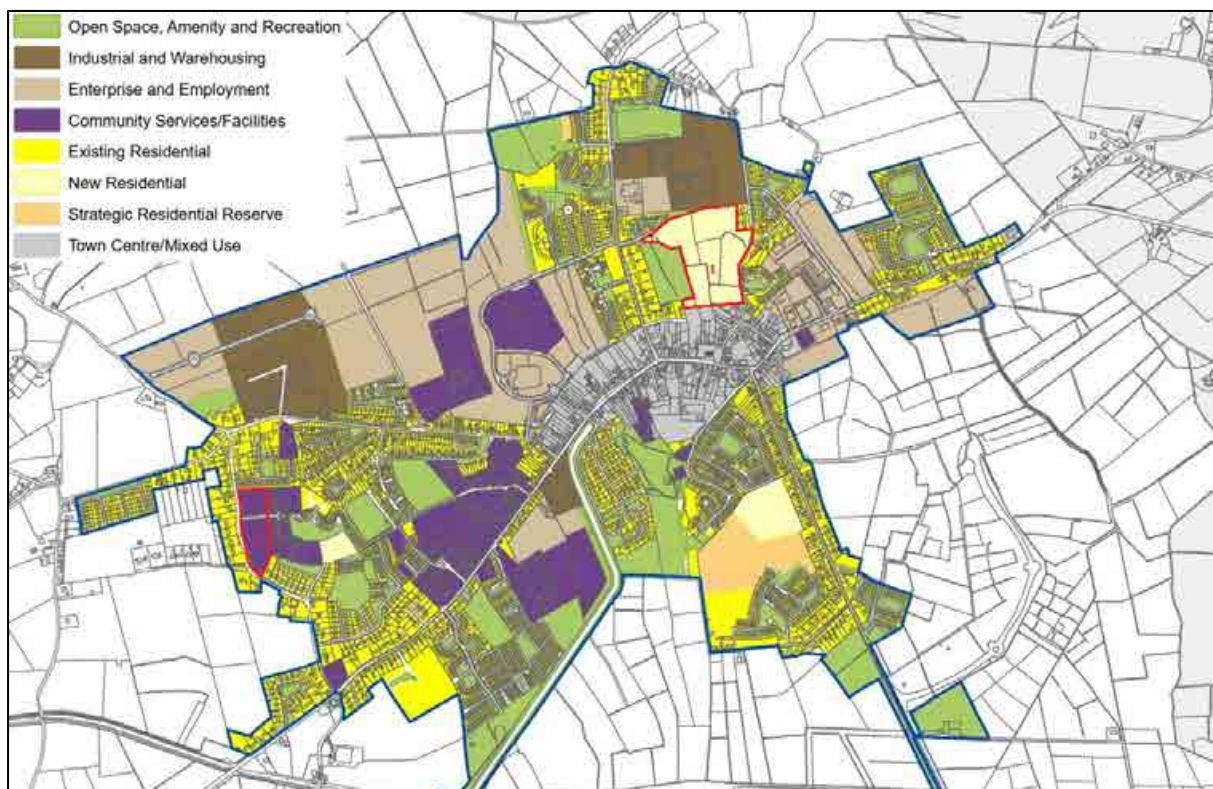 Open Space, Amenity and Recreation
Industrial and Warehousing
Enterprise and Employment
Community Services/Facilities
Existing Residential
New Residential
Strategic Residential Reserve
Town Centre/Mixed Use